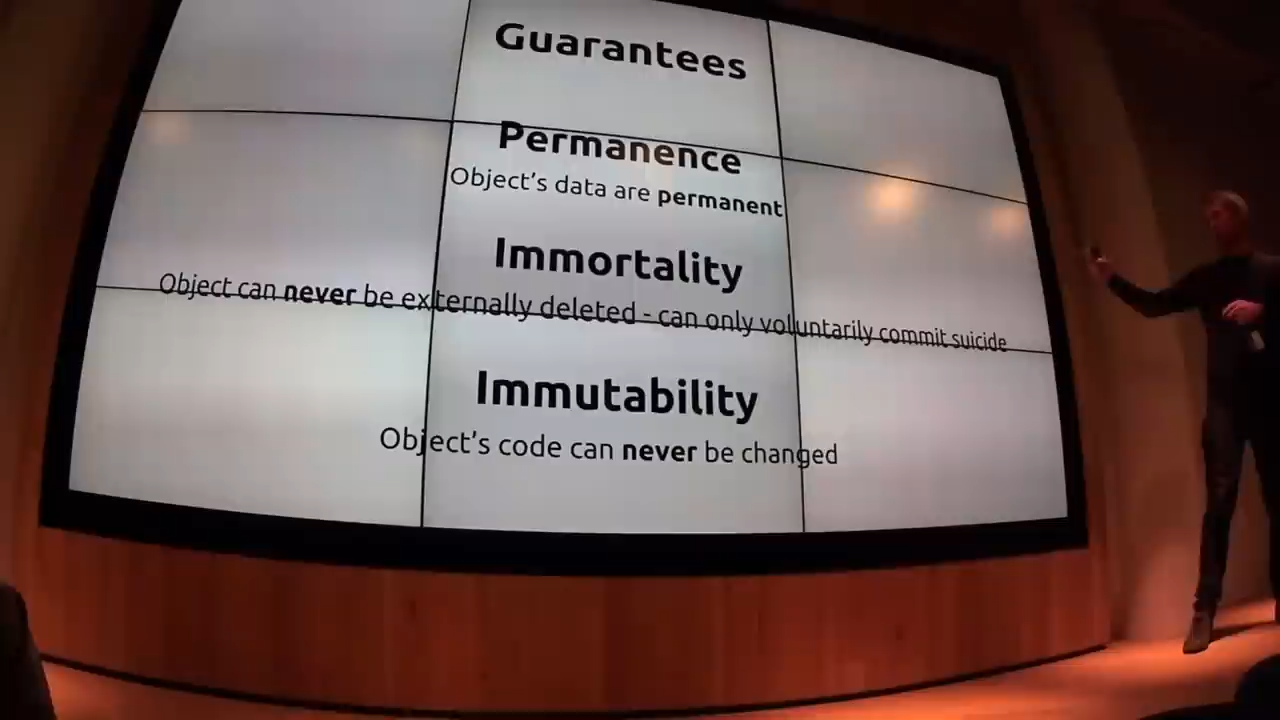 Guarantees
Permanence
Object’s data are permanent
Immortality
Object can never be externally deleted - can only voluntarily commit suicide
Immutability
Object’s code can never be changed